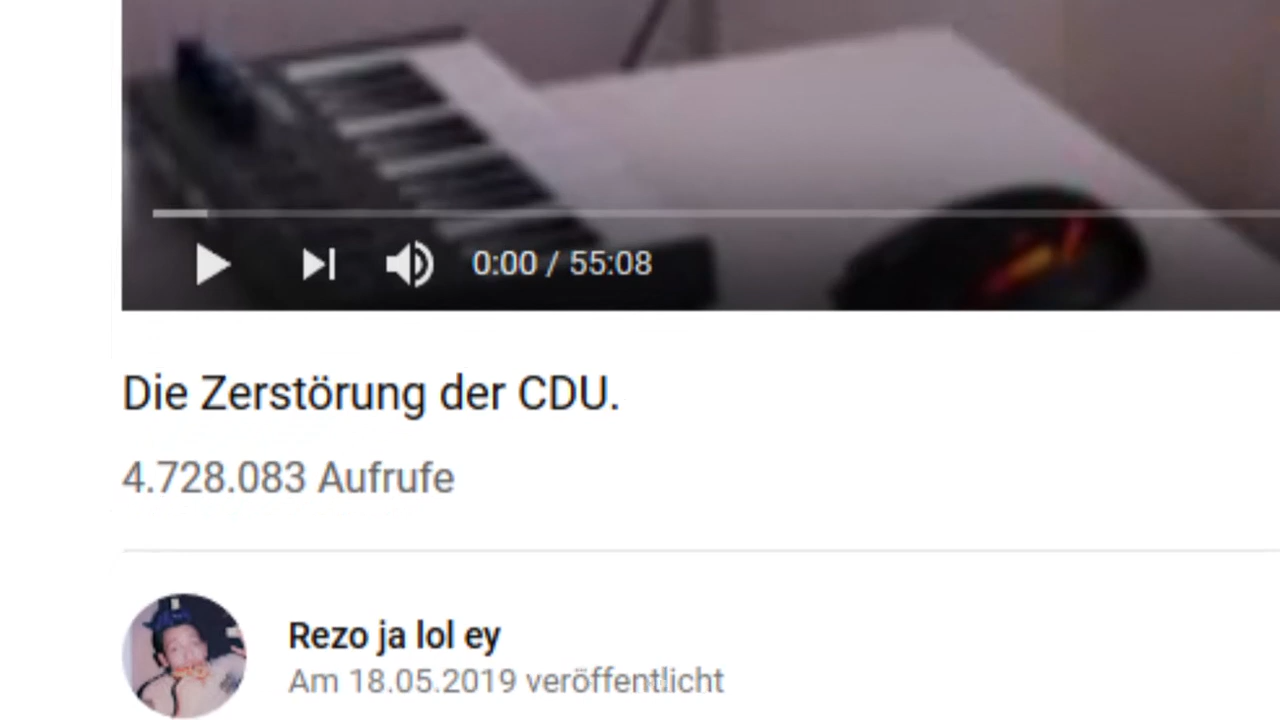 0:00 / 55:08
Die Zerstörung der CDU.
4.728.083 Aufrufe
Rezo ja lol ey
Am 18.05.2019 veröffentlicht